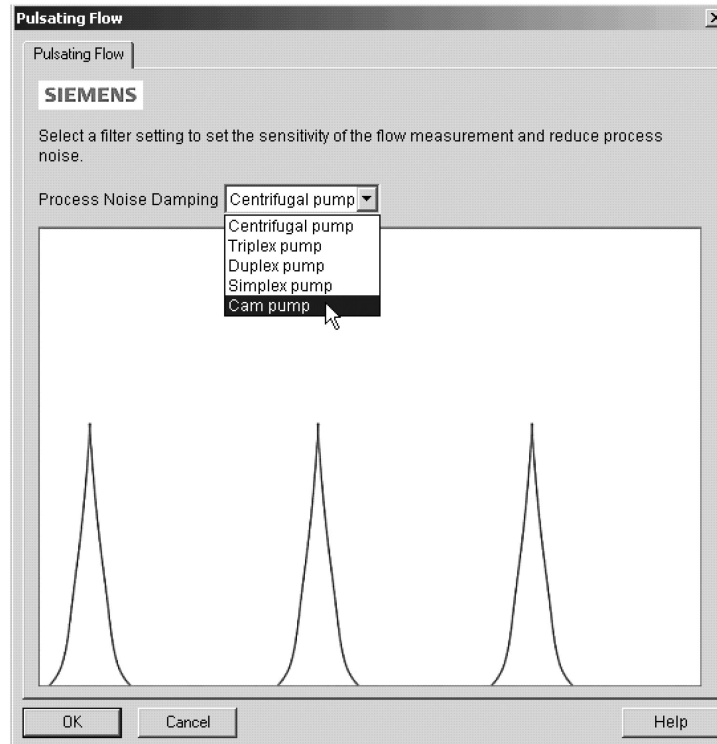 Pulsating Flow
Pulsating Flow
SIEMENS
Select a filter setting to set the sensitivity of the flow measurement and reduce process
noise.
Process Noise Damping Centrifugal pump
Centrifugal pump
Triplex pump
Duplex pump
Simplex pump
Cam pump
OK Cancel Help